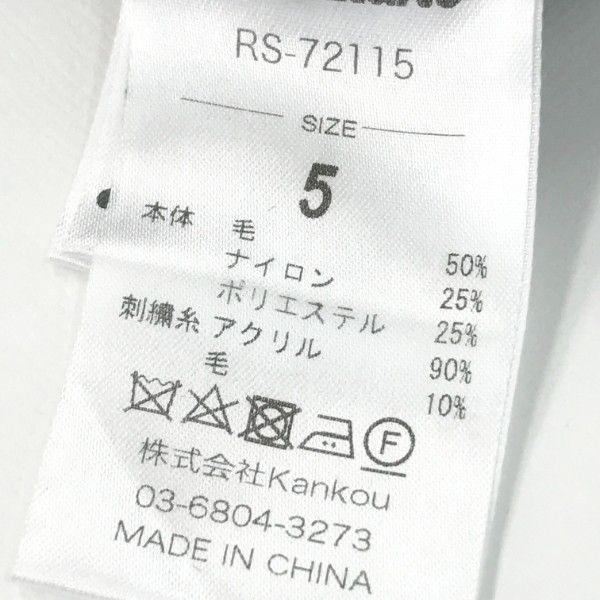 RS-72115
SIZE
5
本体 毛 50%
ナイロン 25%
ポリエステル 25%
刺繍糸 アクリル 90%
毛 10%
F
株式会社Kankou
03-6804-3273
MADE IN CHINA